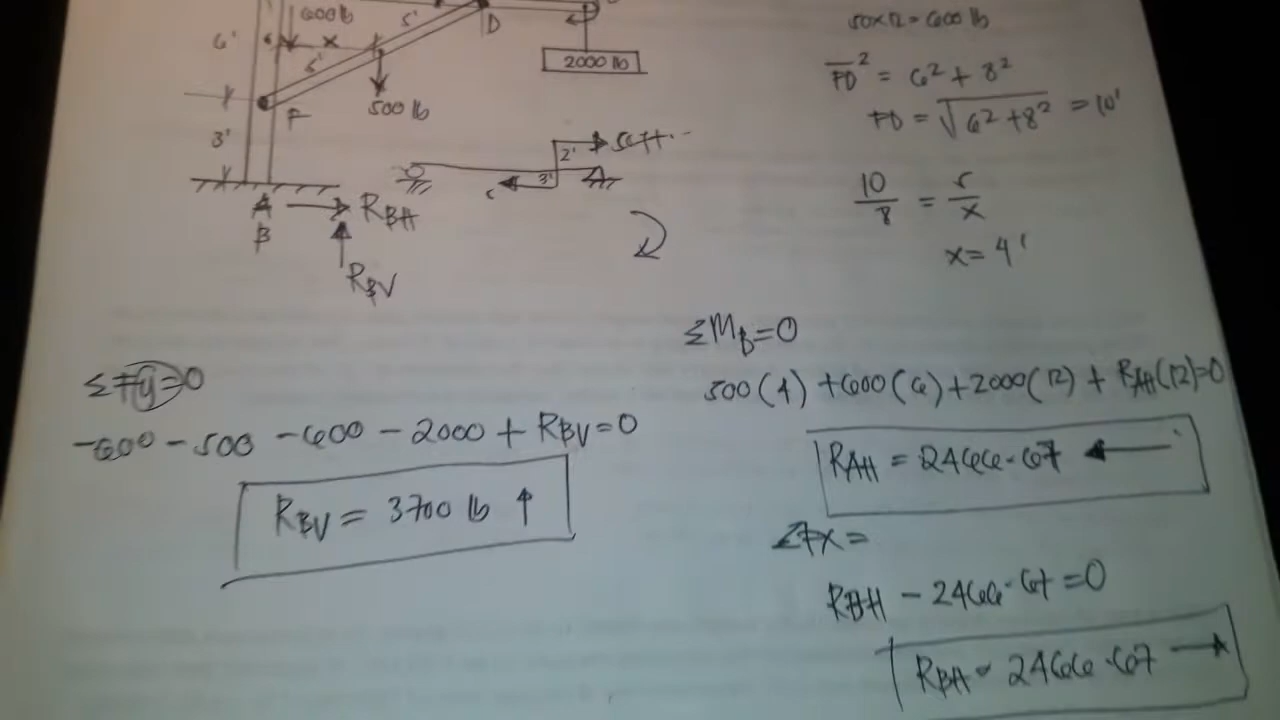 600 lb
6'
5'
x
5'
D
2000 lb
500 lb
F
3'
2'
5 ft.
3'
A
B
RBH
RBV
50x12 = 600 lb
FD² = 6² + 8²
FD = √6² + 8² = 10'
10/8 = 5/x
x = 4'
ΣMB = 0
500(4) + 600(6) + 2000(12) + RAH(12) = 0
RAH = 2466.67 ←
ΣFy = 0
-600 - 500 - 600 - 2000 + RBV = 0
RBV = 3700 lb ↑
ΣFx =
RBH - 2466.67 = 0
RBH = 2466.67 →